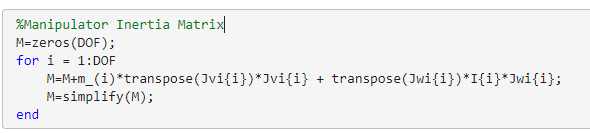 %Manipulator Inertia Matrix
M=zeros(DOF);
for i = 1:DOF
    M=M+m_(i)*transpose(Jvi{i})*Jvi{i} + transpose(Jwi{i})*I{i}*Jwi{i};
    M=simplify(M);
end